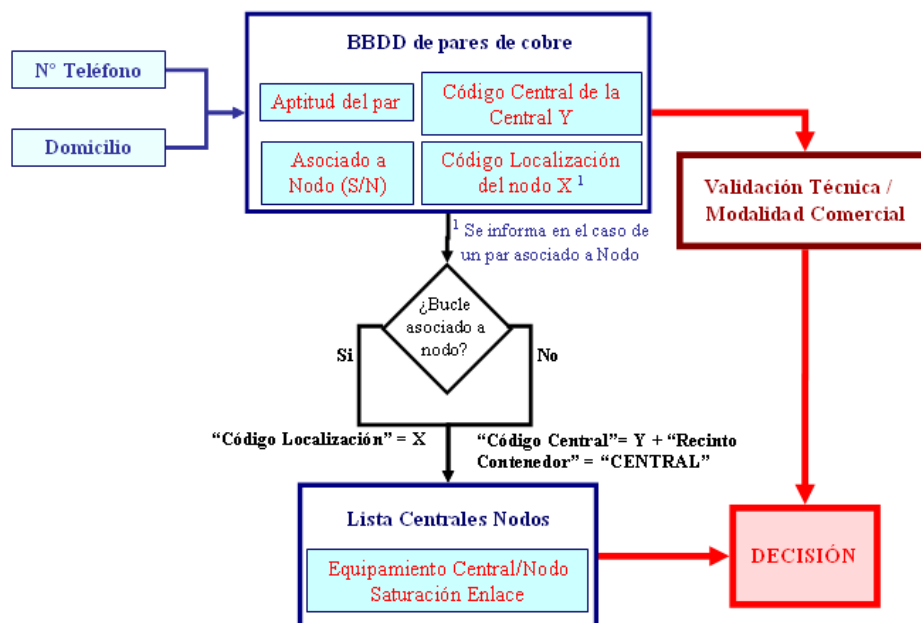 BBDD de pares de cobre
N° Teléfono
Domicilio
Aptitud del par
Código Central de la
Central Y
Asociado a
Nodo (S/N)
Código Localización
del nodo X 1
Validación Técnica /
Modalidad Comercial
1 Se informa en el caso de
un par asociado a Nodo
¿Bucle
asociado a
nodo?
Si
No
“Código Localización” = X
“Código Central”= Y + “Recinto
Contenedor” = “CENTRAL”
Lista Centrales Nodos
Equipamiento Central/Nodo
Saturación Enlace
DECISIÓN